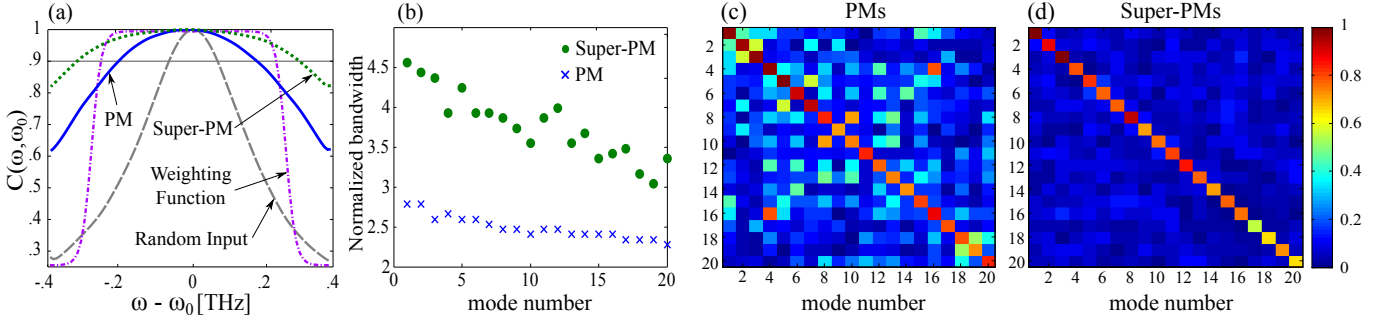 (a)
C(ω,ω₀)
1
.9
.8
.7
.6
.5
.4
.3
PM
Super-PM
Weighting
Function
Random Input
-.4
-.2
0
.2
.4
ω - ω₀ [THz]
(b)
Normalized bandwidth
4.5
4
3.5
3
2.5
2
Super-PM
PM
0
5
10
15
20
mode number
(c)
PMs
2
4
6
8
10
12
14
16
18
20
2 4 6 8 10 12 14 16 18 20
mode number
(d)
Super-PMs
2
4
6
8
10
12
14
16
18
20
2 4 6 8 10 12 14 16 18 20
mode number
1
0.8
0.6
0.4
0.2
0